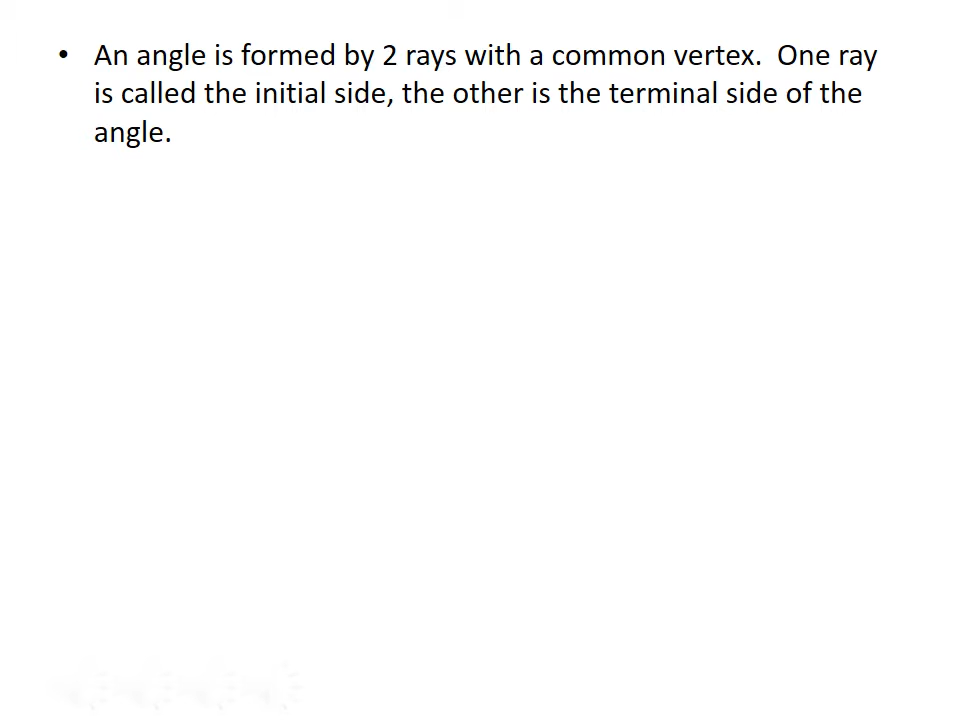 • An angle is formed by 2 rays with a common vertex.  One ray
is called the initial side, the other is the terminal side of the
angle.